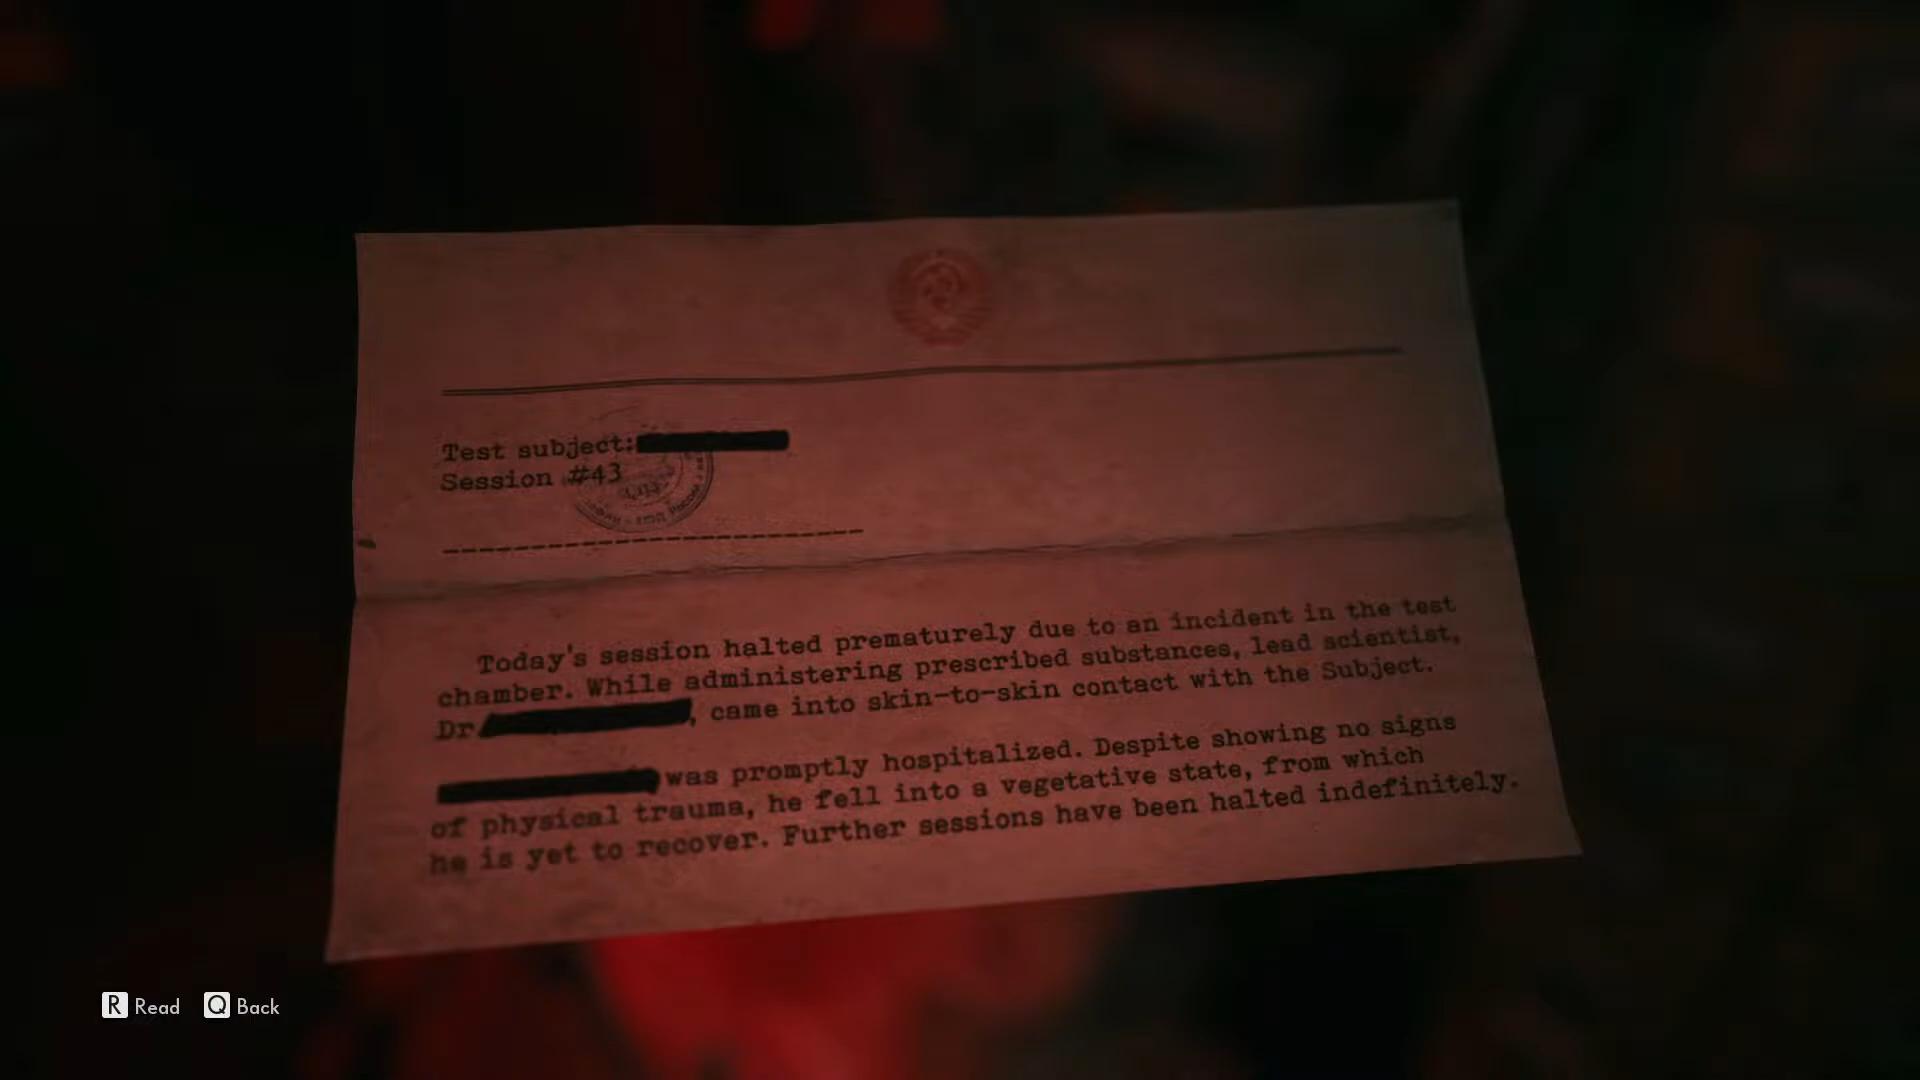 Test subject:
Session #43
Today's session halted prematurely due to an incident in the test
chamber. While administering prescribed substances, lead scientist,
Dr , came into skin-to-skin contact with the Subject.
was promptly hospitalized. Despite showing no signs
of physical trauma, he fell into a vegetative state, from which
he is yet to recover. Further sessions have been halted indefinitely.
R Read Q Back